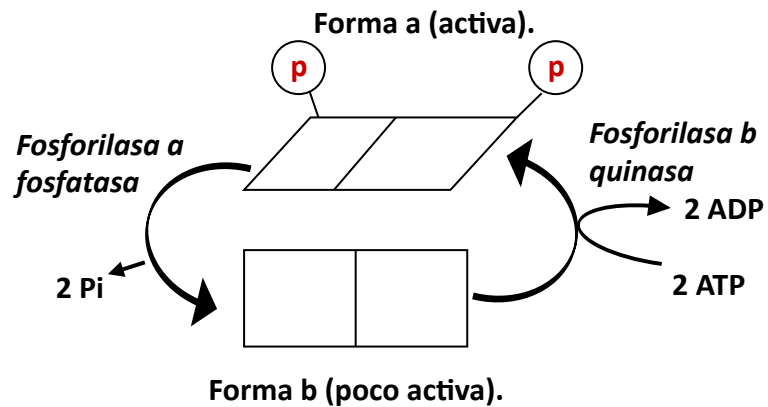 Forma a (activa).
p
p
Fosforilasa a
fosfatasa
Fosforilasa b
quinasa
2 ADP
2 Pi
2 ATP
Forma b (poco activa).